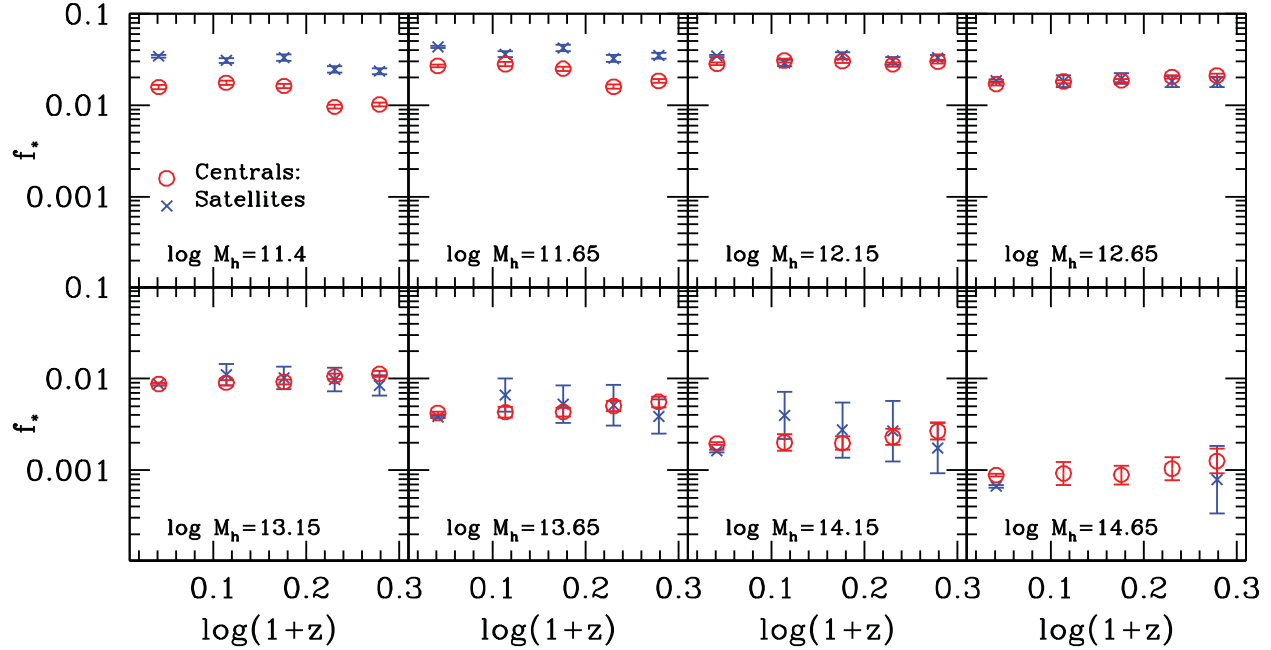 0.1
0.01
0.001
f*
Centrals:
Satellites
log Mh=11.4
log Mh=11.65
log Mh=12.15
log Mh=12.65
0.1
0.01
0.001
f*
log Mh=13.15
log Mh=13.65
log Mh=14.15
log Mh=14.65
0.1 0.2 0.3 0.1 0.2 0.3 0.1 0.2 0.3 0.1 0.2 0.3
log(1+z) log(1+z) log(1+z) log(1+z)